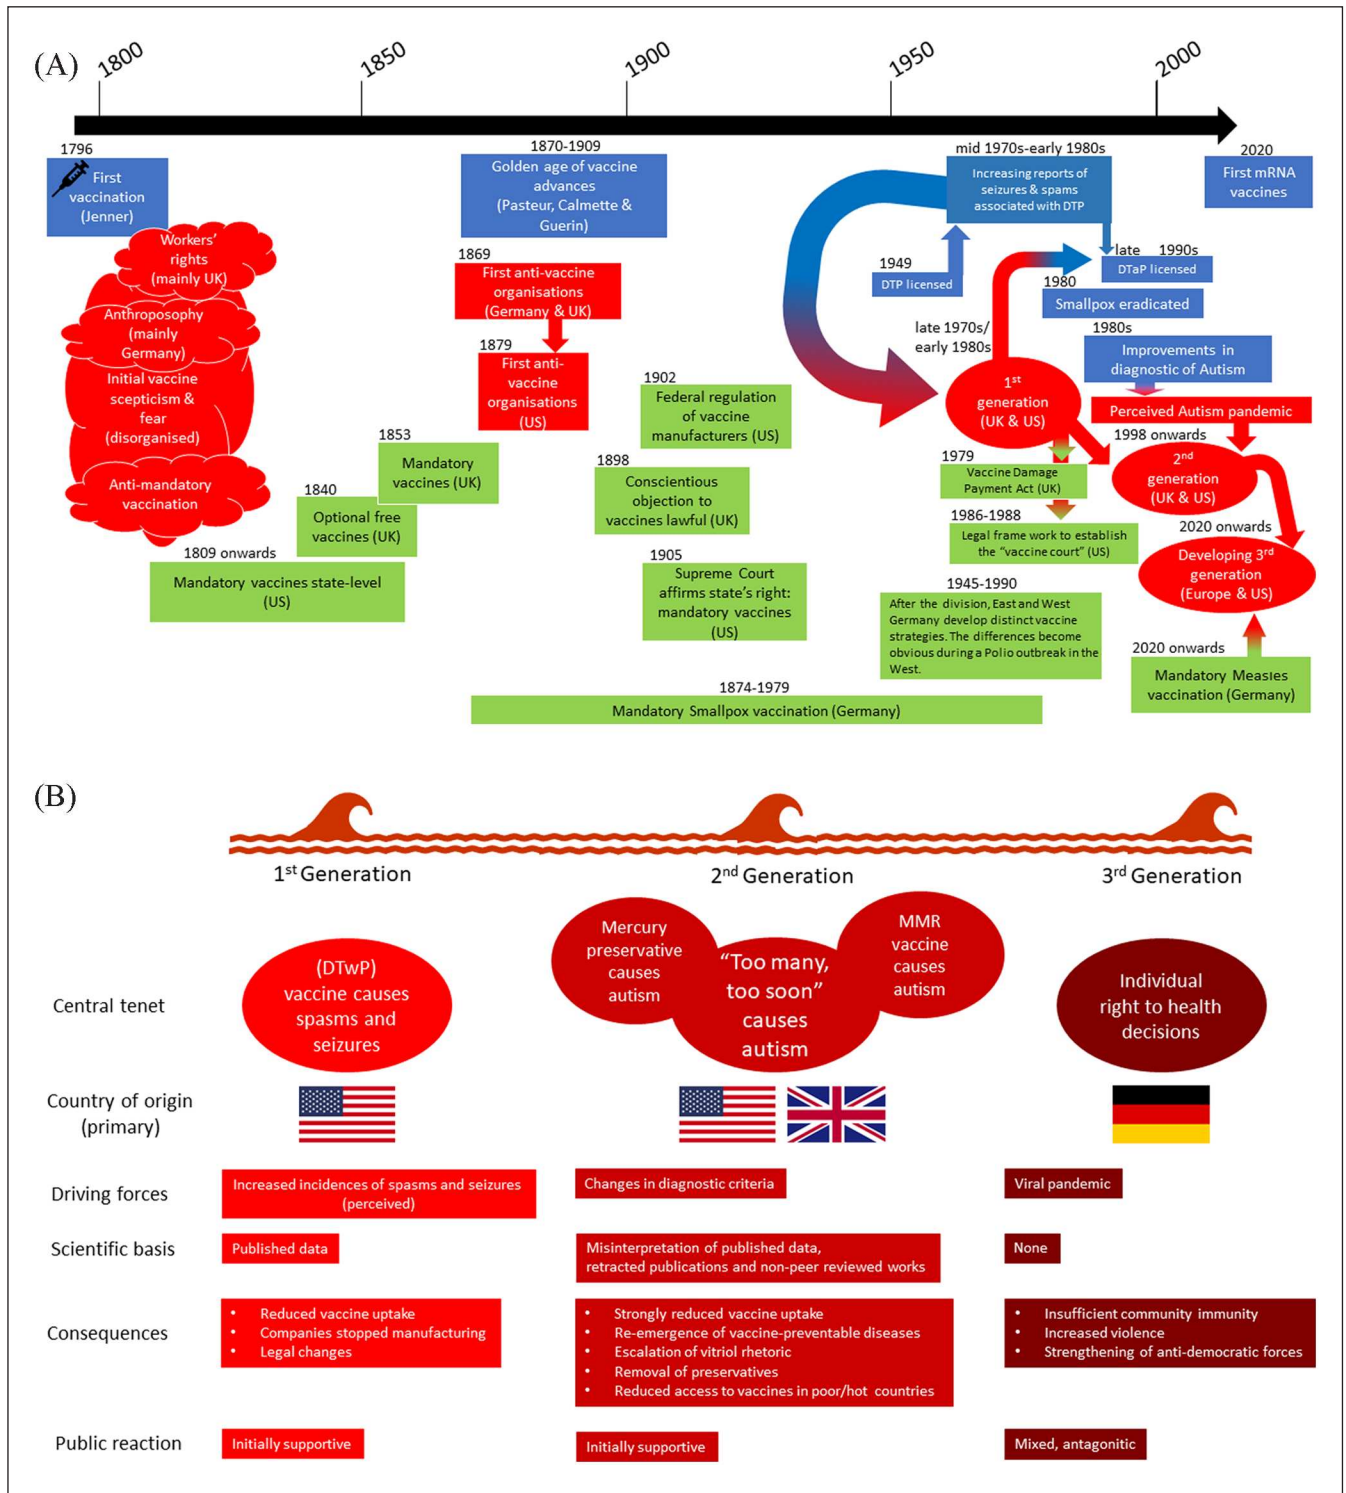 (A)
1800
1850
1900
1950
2000
1796
First
vaccination
(Jenner)
Workers'
rights
(mainly UK)
Anthroposophy
(mainly
Germany)
Initial vaccine
scepticism &
fear
(disorganised)
Anti-mandatory
vaccination
1809 onwards
Mandatory vaccines state-level
(US)
1840
Optional free
vaccines (UK)
1853
Mandatory
vaccines (UK)
1870-1909
Golden age of vaccine
advances
(Pasteur, Calmette &
Guerin)
1869
First anti-vaccine
organisations
(Germany & UK)
1879
First anti-
vaccine
organisations
(US)
1902
Federal regulation
of vaccine
manufacturers (US)
1898
Conscientious
objection to
vaccines lawful (UK)
1905
Supreme Court
affirms state's right:
mandatory vaccines
(US)
1874-1979
Mandatory Smallpox vaccination (Germany)
mid 1970s-early 1980s
Increasing reports of
seizures & spams
associated with DTP
1949
DTP licensed
late 1990s
DTaP licensed
1980
Smallpox eradicated
late 1970s/
early 1980s
1st
generation
(UK & US)
1980s
Improvements in
diagnostic of Autism
Perceived Autism pandemic
1998 onwards
2nd
generation
(UK & US)
1979
Vaccine Damage
Payment Act (UK)
1986-1988
Legal frame work to establish
the "vaccine court" (US)
2020 onwards
Developing 3rd
generation
(Europe & US)
1945-1990
After the division, East and West
Germany develop distinct vaccine
strategies. The differences become
obvious during a Polio outbreak in the
West.
2020 onwards
Mandatory Measles
vaccination (Germany)
2020
First mRNA
vaccines
(B)
1st Generation
2nd Generation
3rd Generation
Central tenet
(DTwP)
vaccine causes
spasms and
seizures
Mercury
preservative
causes
autism
"Too many,
too soon"
causes
autism
MMR
vaccine
causes
autism
Individual
right to health
decisions
Country of origin
(primary)
Driving forces
Increased incidences of spasms and seizures
(perceived)
Changes in diagnostic criteria
Viral pandemic
Scientific basis
Published data
Misinterpretation of published data,
retracted publications and non-peer reviewed works
None
Consequences
• Reduced vaccine uptake
• Companies stopped manufacturing
• Legal changes
• Strongly reduced vaccine uptake
• Re-emergence of vaccine-preventable diseases
• Escalation of vitriol rhetoric
• Removal of preservatives
• Reduced access to vaccines in poor/hot countries
• Insufficient community immunity
• Increased violence
• Strengthening of anti-democratic forces
Public reaction
Initially supportive
Initially supportive
Mixed, antagonitic